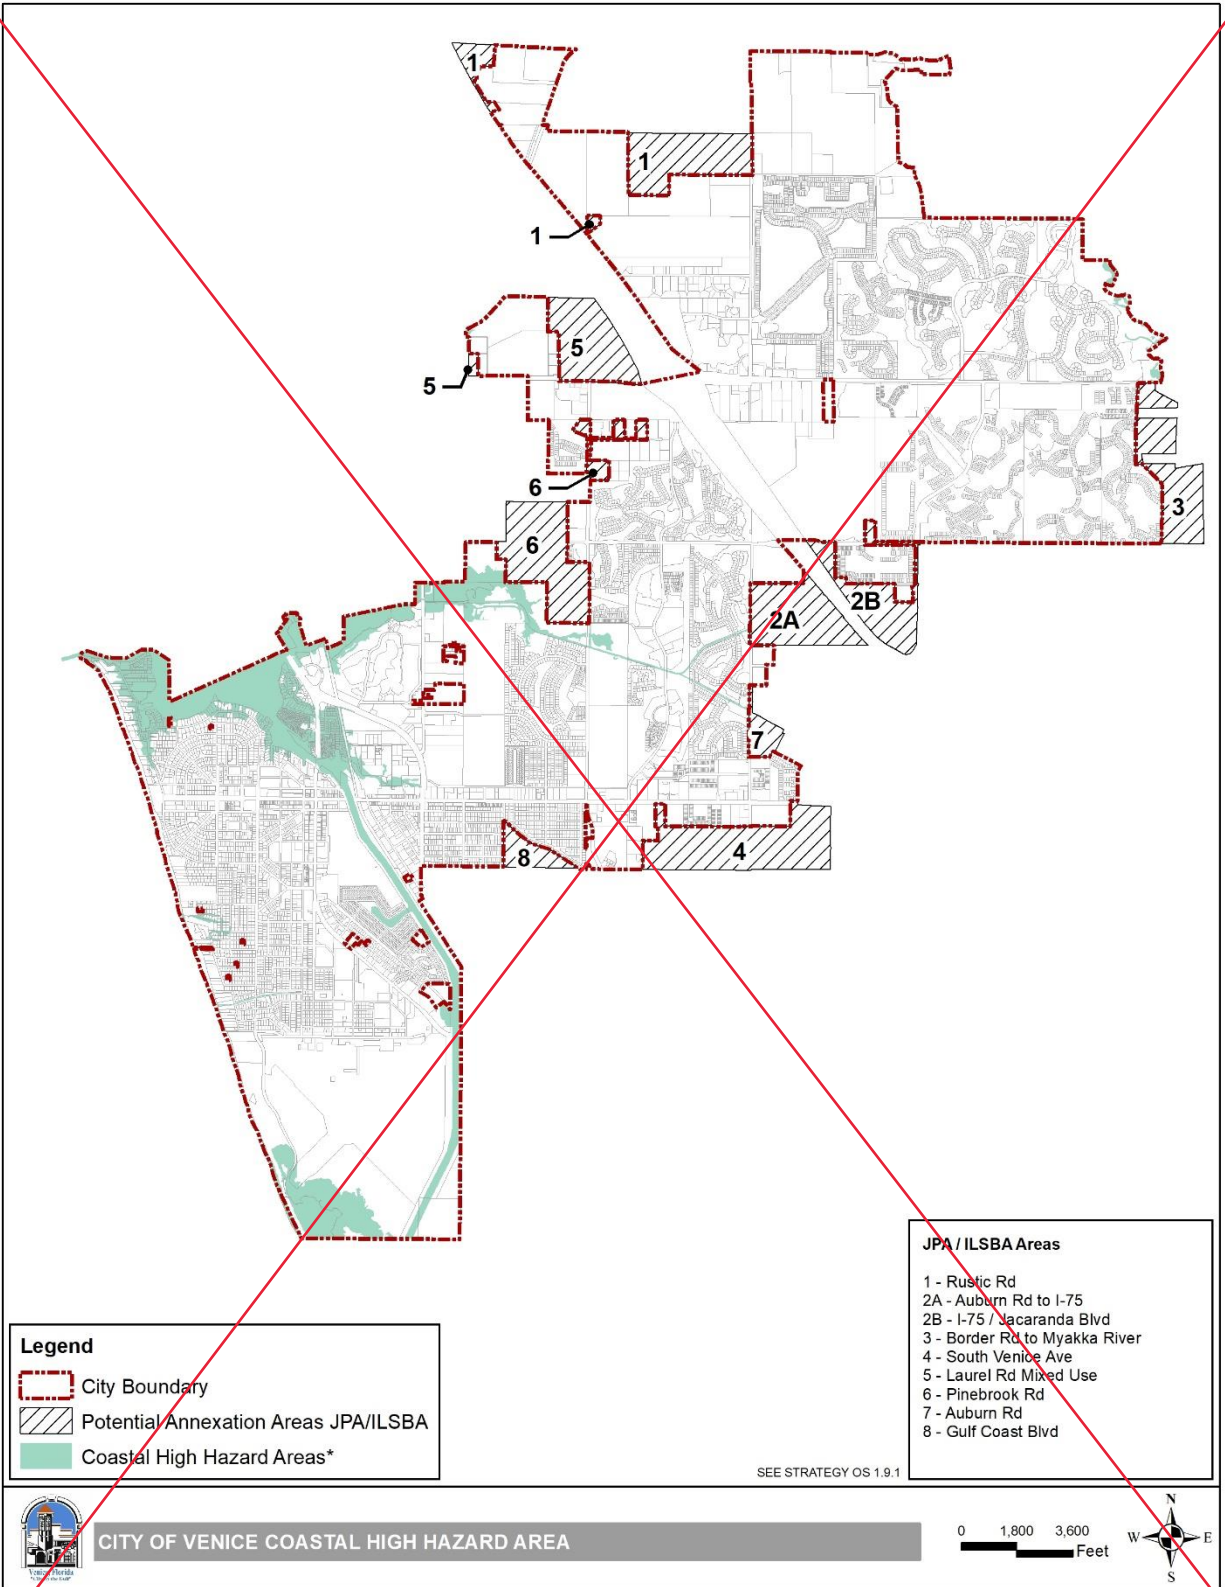 1
1
1
5
5
6
3
6
2B
2A
7
4
8
JPA / ILSBA Areas
1 - Rustic Rd
2A - Auburn Rd to I-75
2B - I-75 / Jacaranda Blvd
3 - Border Rd to Myakka River
4 - South Venice Ave
5 - Laurel Rd Mixed Use
6 - Pinebrook Rd
7 - Auburn Rd
8 - Gulf Coast Blvd
Legend
City Boundary
Potential Annexation Areas JPA/ILSBA
Coastal High Hazard Areas*
SEE STRATEGY OS 1.9.1
Venice, Florida
CITY OF VENICE COASTAL HIGH HAZARD AREA
0 1,800 3,600
Feet
N
W E
S